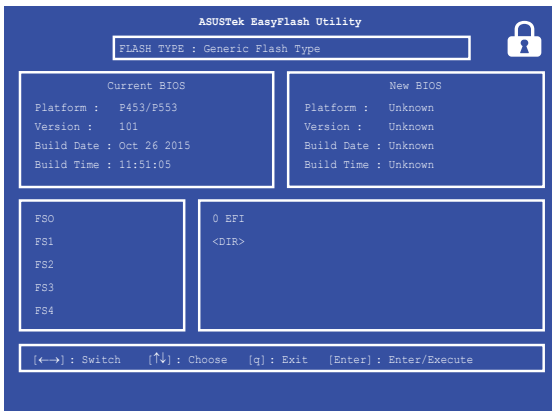 ASUSTek EasyFlash Utility
FLASH TYPE : Generic Flash Type
Current BIOS
Platform : P453/P553
Version : 101
Build Date : Oct 26 2015
Build Time : 11:51:05
New BIOS
Platform : Unknown
Version : Unknown
Build Date : Unknown
Build Time : Unknown
FS0
FS1
FS2
FS3
FS4
0 EFI
<DIR>
[←→] : Switch [↑↓] : Choose [q] : Exit [Enter] : Enter/Execute